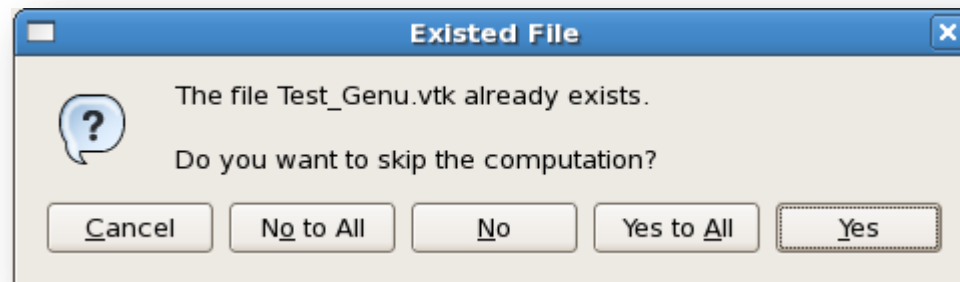 Existed File
The file Test_Genu.vtk already exists.
Do you want to skip the computation?
Cancel No to All No Yes to All Yes